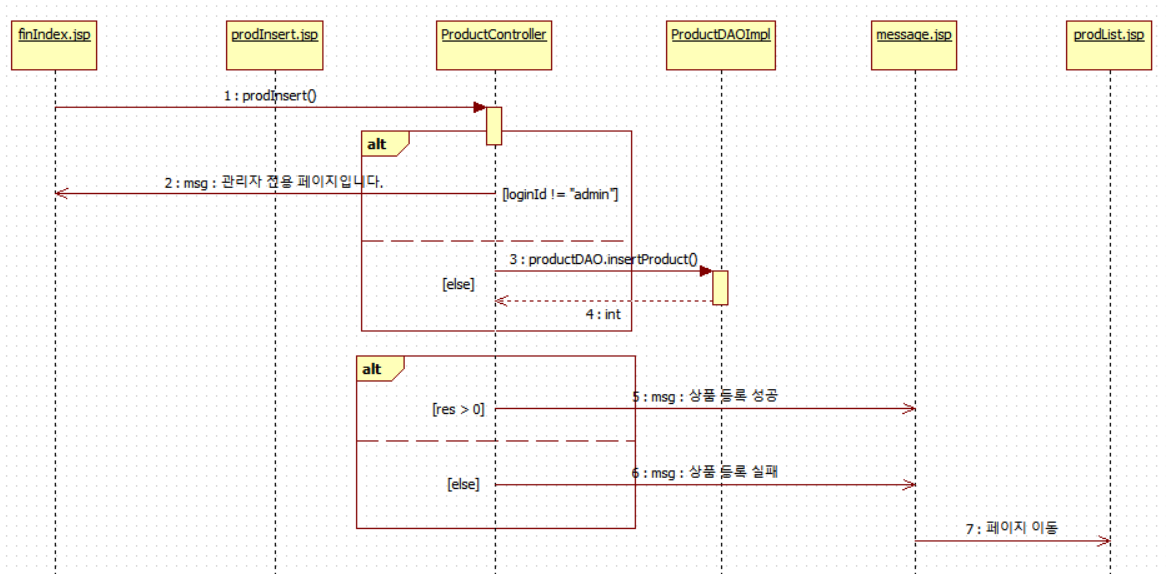 finIndex.jsp
prodInsert.jsp
ProductController
ProductDAOImpl
message.jsp
prodList.jsp
1 : prodInsert()
alt
2 : msg : 관리자 전용 페이지입니다.
[loginId != "admin"]
3 : productDAO.insertProduct()
[else]
4 : int
alt
5 : msg : 상품 등록 성공
[res > 0]
6 : msg : 상품 등록 실패
[else]
7 : 페이지 이동